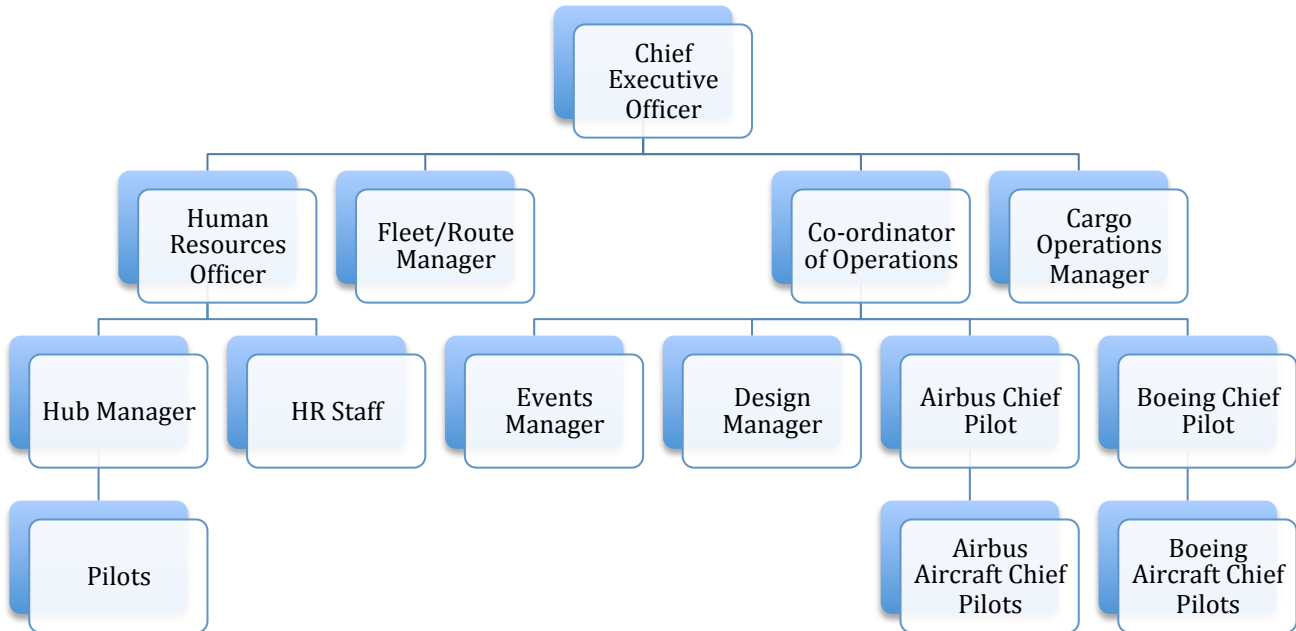 Chief
Executive
Officer
Human
Resources
Officer
Fleet/Route
Manager
Co-ordinator
of Operations
Cargo
Operations
Manager
Hub Manager
HR Staff
Events
Manager
Design
Manager
Airbus Chief
Pilot
Boeing Chief
Pilot
Pilots
Airbus
Aircraft Chief
Pilots
Boeing
Aircraft Chief
Pilots